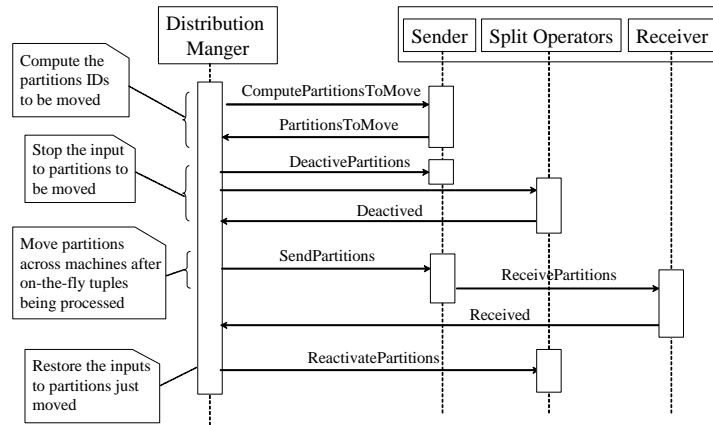 Distribution
Manger
Sender
Split Operators
Receiver
Compute the
partitions IDs
to be moved
ComputePartitionsToMove
PartitionsToMove
Stop the input
to partitions to
be moved
DeactivePartitions
Deactived
Move partitions
across machines after
on-the-fly tuples
being processed
SendPartitions
ReceivePartitions
Received
Restore the inputs
to partitions just
moved
ReactivatePartitions